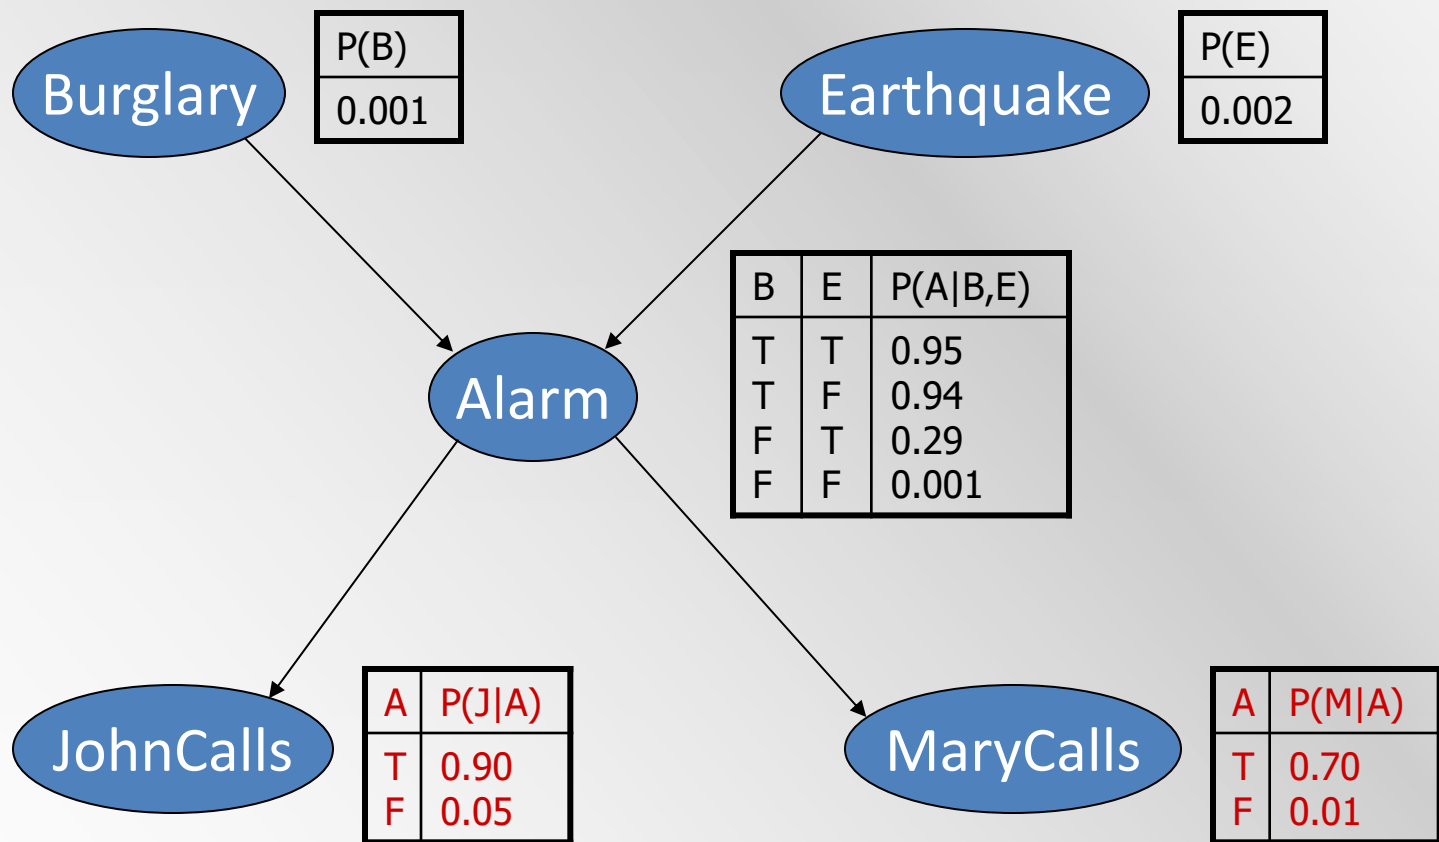 Burglary
P(B)
0.001
Earthquake
P(E)
0.002
B E P(A|B,E)
T T 0.95
T F 0.94
F T 0.29
F F 0.001
Alarm
JohnCalls
A P(J|A)
T 0.90
F 0.05
MaryCalls
A P(M|A)
T 0.70
F 0.01